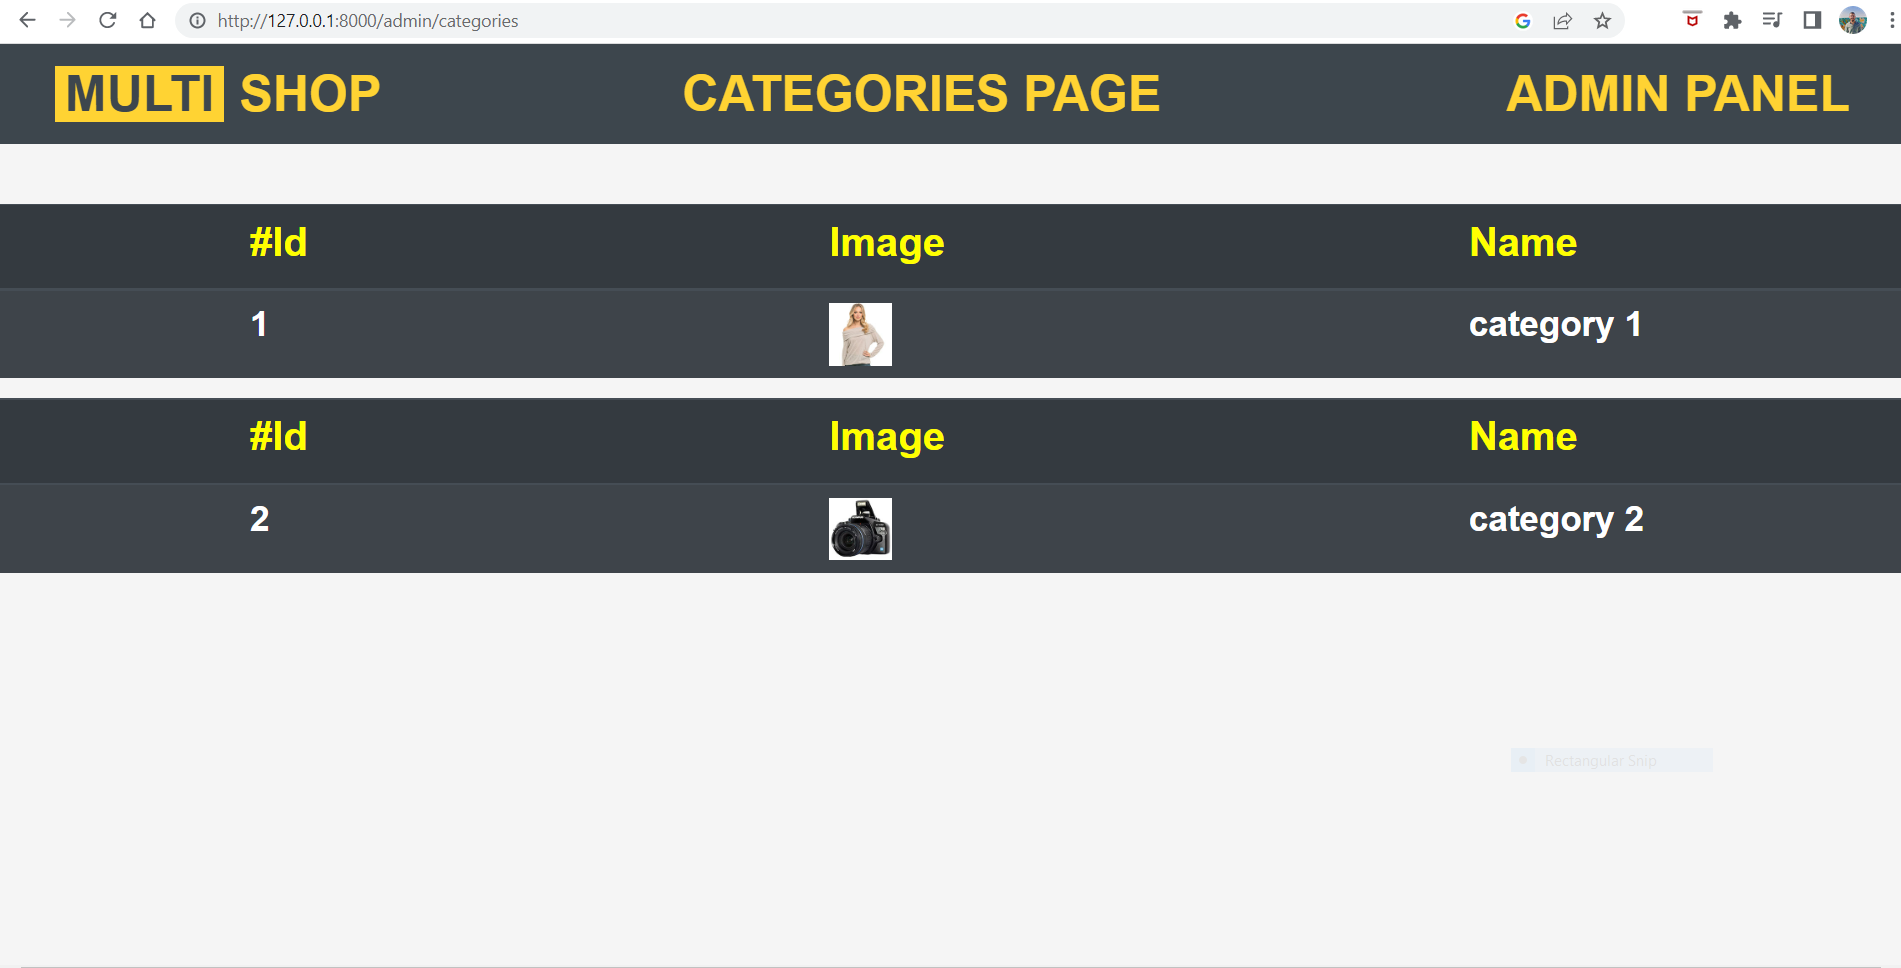 http://127.0.0.1:8000/admin/categories
MULTI SHOP CATEGORIES PAGE ADMIN PANEL
#Id Image Name
1 category 1
#Id Image Name
2 category 2
Rectangular Snip